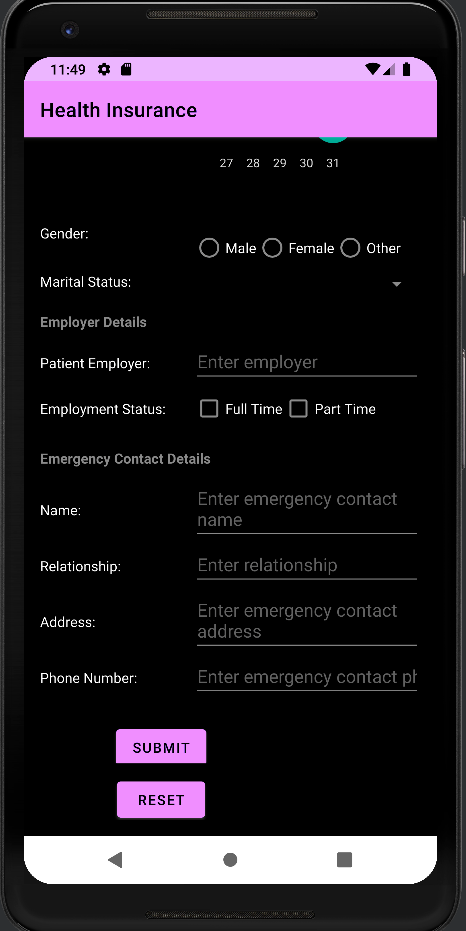 11:49
Health Insurance
27 28 29 30 31
Gender:
Male Female Other
Marital Status:
Employer Details
Patient Employer: Enter employer
Employment Status: Full Time Part Time
Emergency Contact Details
Name: Enter emergency contact
name
Relationship: Enter relationship
Address: Enter emergency contact
address
Phone Number: Enter emergency contact ph
SUBMIT
RESET